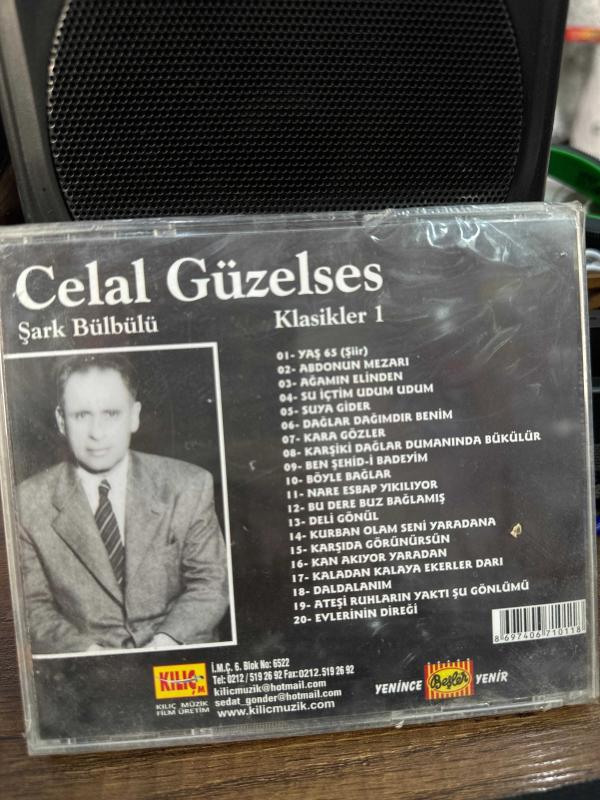 Celal Güzelses
Şark Bülbülü
Klasikler 1
01- YAŞ 65 (Şiir)
02- ABDONUN MEZARI
03- AĞAMIN ELİNDEN
04- SU İÇTİM UDUM UDUM
05- SUYA GİDER
06- DAĞLAR DAĞIMDIR BENİM
07- KARA GÖZLER
08- KARŞIKİ DAĞLAR DUMANINDA BÜKÜLÜR
09- BEN ŞEHİD-İ BADEYİM
10- BÖYLE BAĞLAR
11- NARE ESBAP YIKILIYOR
12- BU DERE BUZ BAĞLAMIŞ
13- DELİ GÖNÜL
14- KURBAN OLAM SENİ YARADANA
15- KARŞIDA GÖRÜNÜRSÜN
16- KAN AKIYOR YARADAN
17- KALADAN KALAYA EKERLER DARI
18- DALDALANIM
19- ATEŞİ RUHLARIN YAKTI ŞU GÖNLÜMÜ
20- EVLERİNİN DİREĞİ
8697406710118
KILIÇ
KILIÇ MÜZİK
FİLM ÜRETİM
İ.M.Ç. 6. Blok No: 6522
Tel: 0212 / 519 26 92 Fax:0212.519 26 92
kilicmuzik@hotmail.com
sedat_gonder@hotmail.com
www.kilicmuzik.com
YENİNCE Beşler YENİR